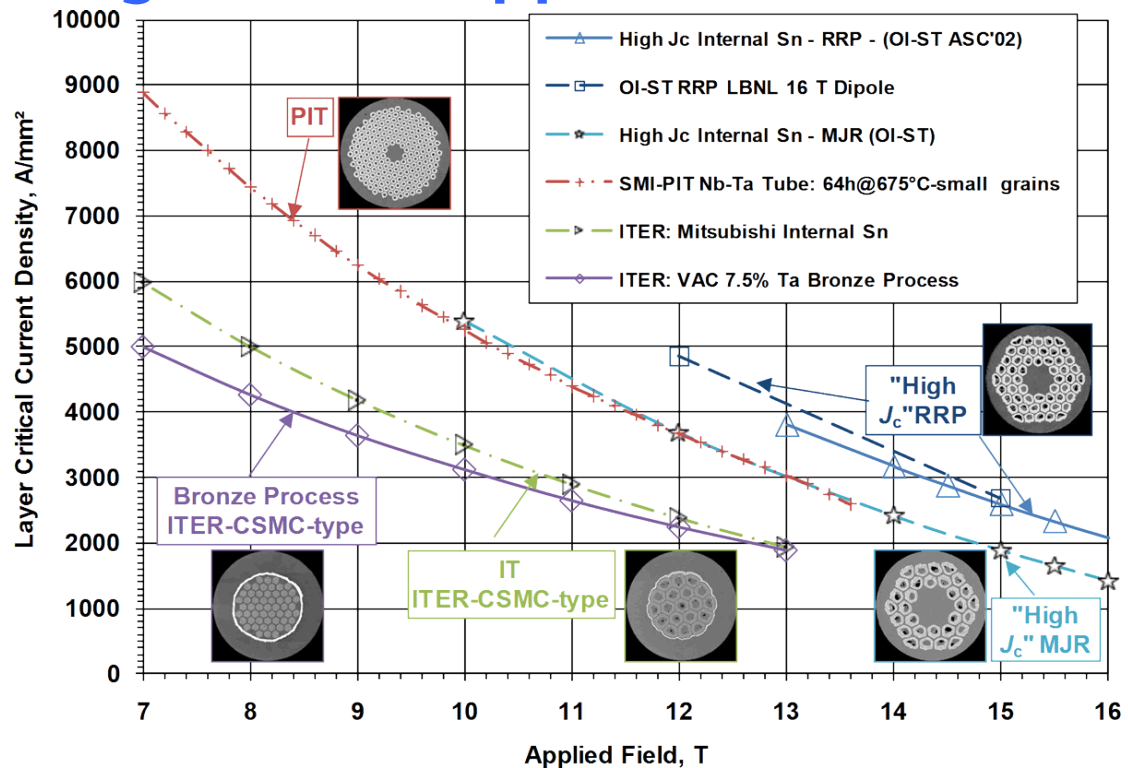 10000
9000
8000
7000
6000
5000
4000
3000
2000
1000
0
Layer Critical Current Density, A/mm²
High Jc Internal Sn - RRP - (OI-ST ASC'02)
OI-ST RRP LBNL 16 T Dipole
High Jc Internal Sn - MJR (OI-ST)
SMI-PIT Nb-Ta Tube: 64h@675°C-small grains
ITER: Mitsubishi Internal Sn
ITER: VAC 7.5% Ta Bronze Process
PIT
"High
Jc"RRP
Bronze Process
ITER-CSMC-type
IT
ITER-CSMC-type
"High
Jc" MJR
7 8 9 10 11 12 13 14 15 16
Applied Field, T